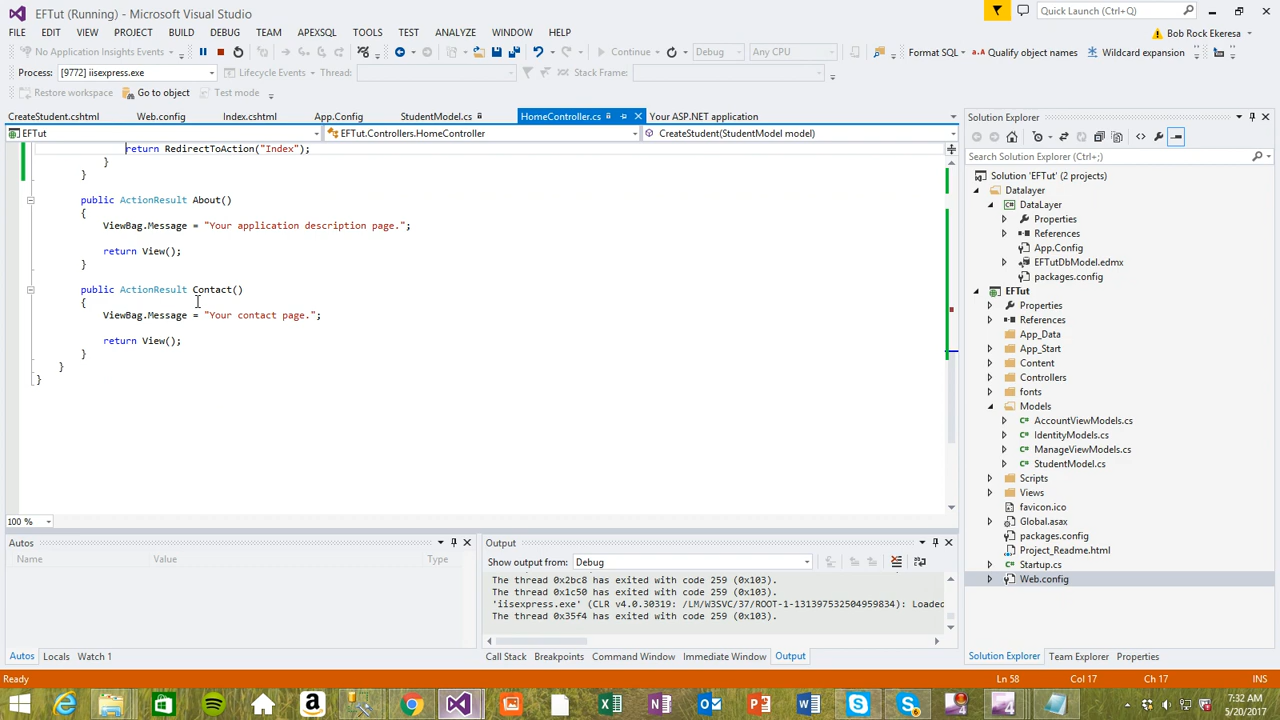 EFTut (Running) - Microsoft Visual Studio
Quick Launch (Ctrl+Q)
FILE EDIT VIEW PROJECT BUILD DEBUG TEAM APEXSQL TOOLS TEST ANALYZE WINDOW HELP
Bob Rock Ekeresa
No Application Insights Events
Continue
Debug
Any CPU
Format SQL
Qualify object names
Wildcard expansion
Process: [9772] iisexpress.exe
Lifecycle Events
Thread:
Stack Frame:
Restore workspace
Go to object
Test mode
CreateStudent.cshtml Web.config Index.cshtml App.Config StudentModel.cs HomeController.cs Your ASP.NET application
EFTut
EFTut.Controllers.HomeController
CreateStudent(StudentModel model)
return RedirectToAction("Index");
}
}
public ActionResult About()
{
ViewBag.Message = "Your application description page.";
return View();
}
public ActionResult Contact()
{
ViewBag.Message = "Your contact page.";
return View();
}
}
}
100 %
Solution Explorer
Search Solution Explorer (Ctrl+;)
Solution 'EFTut' (2 projects)
Datalayer
DataLayer
Properties
References
App.Config
EFTutDbModel.edmx
packages.config
EFTut
Properties
References
App_Data
App_Start
Content
Controllers
fonts
Models
AccountViewModels.cs
IdentityModels.cs
ManageViewModels.cs
StudentModel.cs
Scripts
Views
favicon.ico
Global.asax
packages.config
Project_Readme.html
Startup.cs
Web.config
Autos
Name Value Type
Autos Locals Watch 1
Output
Show output from: Debug
The thread 0x2bc8 has exited with code 259 (0x103).
The thread 0x1c50 has exited with code 259 (0x103).
'iisexpress.exe' (CLR v4.0.30319: /LM/W3SVC/37/ROOT-1-131397532504959834): Loaded
The thread 0x35f4 has exited with code 259 (0x103).
Call Stack Breakpoints Command Window Immediate Window Output
Solution Explorer Team Explorer Properties
Ready
Ln 58
Col 17
Ch 17
INS
7:32 AM
5/20/2017